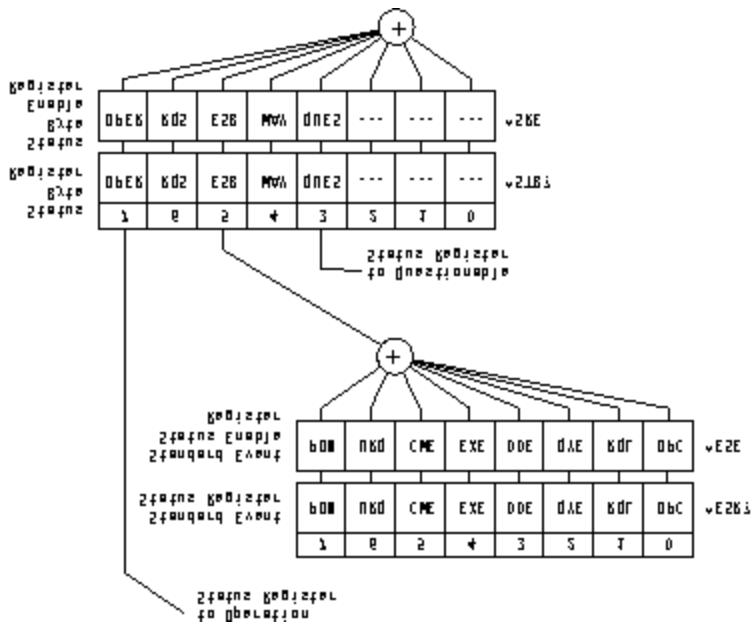 to Operation
Status Register
7 6 5 4 3 2 1 0
Standard Event
Status Register
PON URQ CME EXE DDE QYE RQL OPC
*ESR?
Standard Event
Status Enable
Register
PON URQ CME EXE DDE QYE RQL OPC
*ESE
+
to Questionable
Status Register
7 6 5 4 3 2 1 0
Status
Byte
Register
OPER RQS ESB MAV QUES --- --- ---
*STB?
Status
Byte
Enable
Register
OPER RQS ESB MAV QUES --- --- ---
*SRE
+